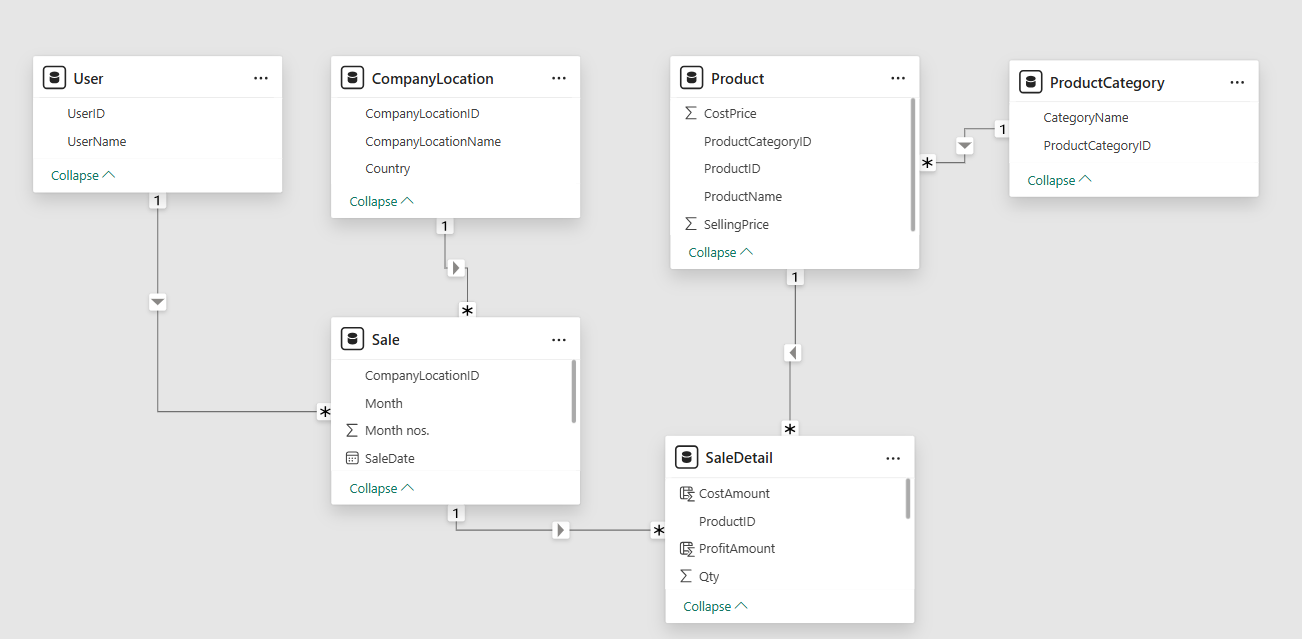 User
UserID
UserName
Collapse
1
CompanyLocation
CompanyLocationID
CompanyLocationName
Country
Collapse
1
*
Product
CostPrice
ProductCategoryID
ProductID
ProductName
SellingPrice
Collapse
1
*
ProductCategory
CategoryName
ProductCategoryID
Collapse
1
*
Sale
CompanyLocationID
Month
Month nos.
SaleDate
Collapse
1
*
SaleDetail
CostAmount
ProductID
ProfitAmount
Qty
Collapse
*
*